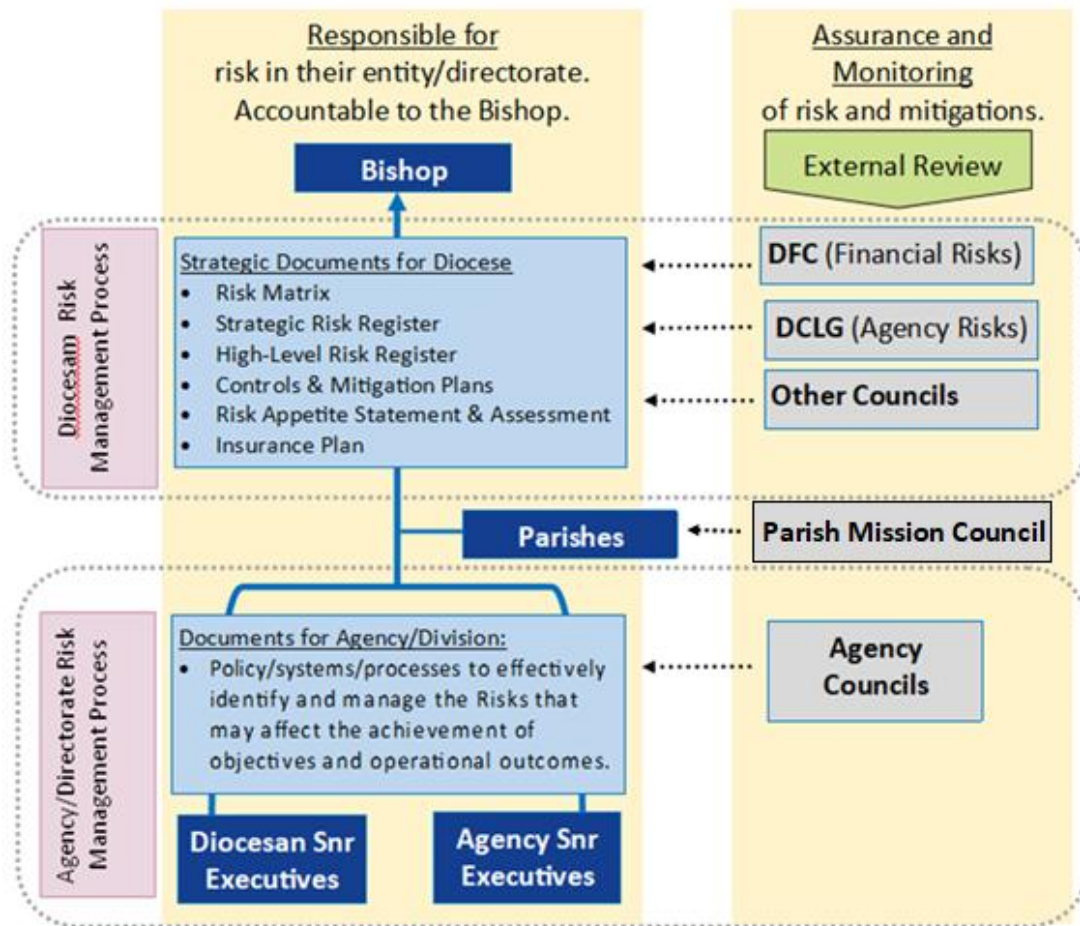 Responsible for
risk in their entity/directorate.
Accountable to the Bishop.
Assurance and
Monitoring
of risk and mitigations.
External Review
Bishop
Diocesam Risk
Management Process
Strategic Documents for Diocese
• Risk Matrix
• Strategic Risk Register
• High-Level Risk Register
• Controls & Mitigation Plans
• Risk Appetite Statement & Assessment
• Insurance Plan
DFC (Financial Risks)
DCLG (Agency Risks)
Other Councils
Parishes
Parish Mission Council
Agency/Directorate Risk
Management Process
Documents for Agency/Division:
• Policy/systems/processes to effectively
identify and manage the Risks that
may affect the achievement of
objectives and operational outcomes.
Agency
Councils
Diocesan Snr
Executives
Agency Snr
Executives